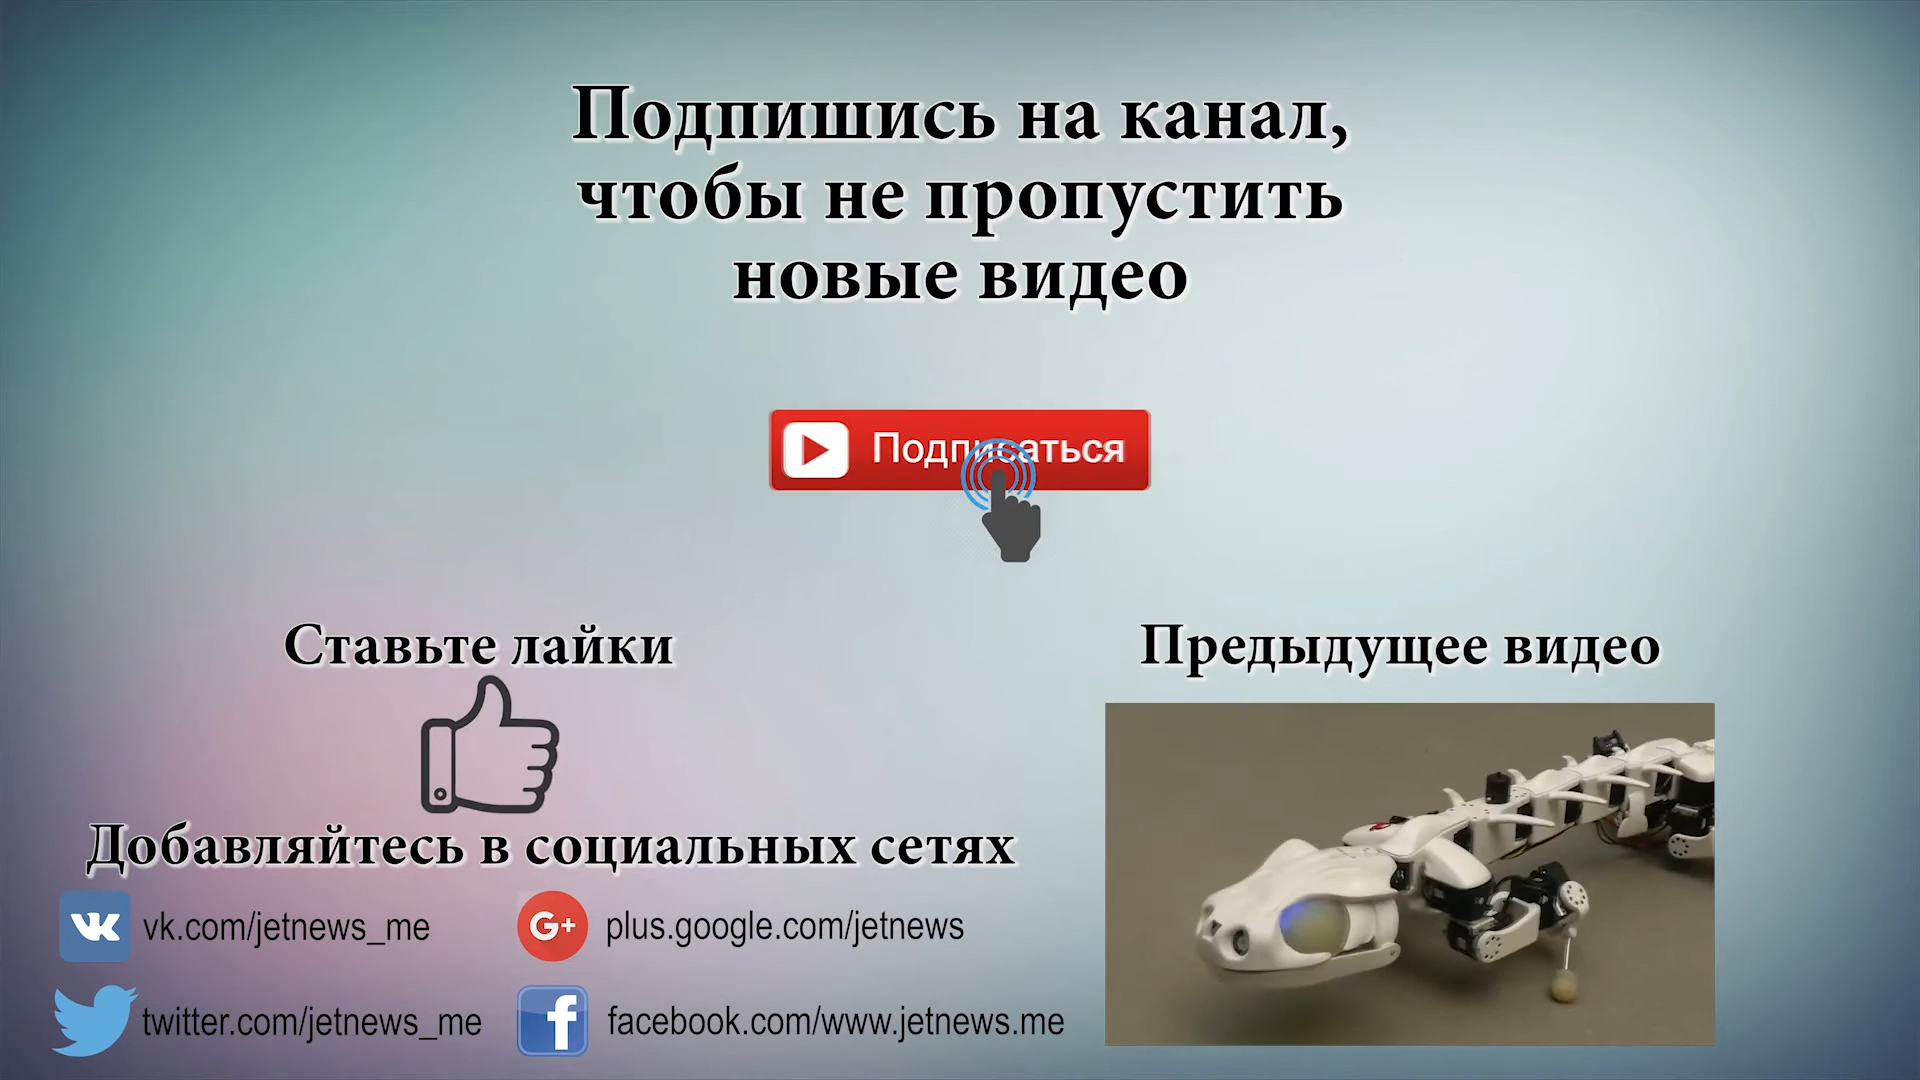 Подпишись на канал,
чтобы не пропустить
новые видео
Подписаться
Ставьте лайки
Предыдущее видео
Добавляйтесь в социальных сетях
vk.com/jetnews_me
G+ plus.google.com/jetnews
twitter.com/jetnews_me
f facebook.com/www.jetnews.me